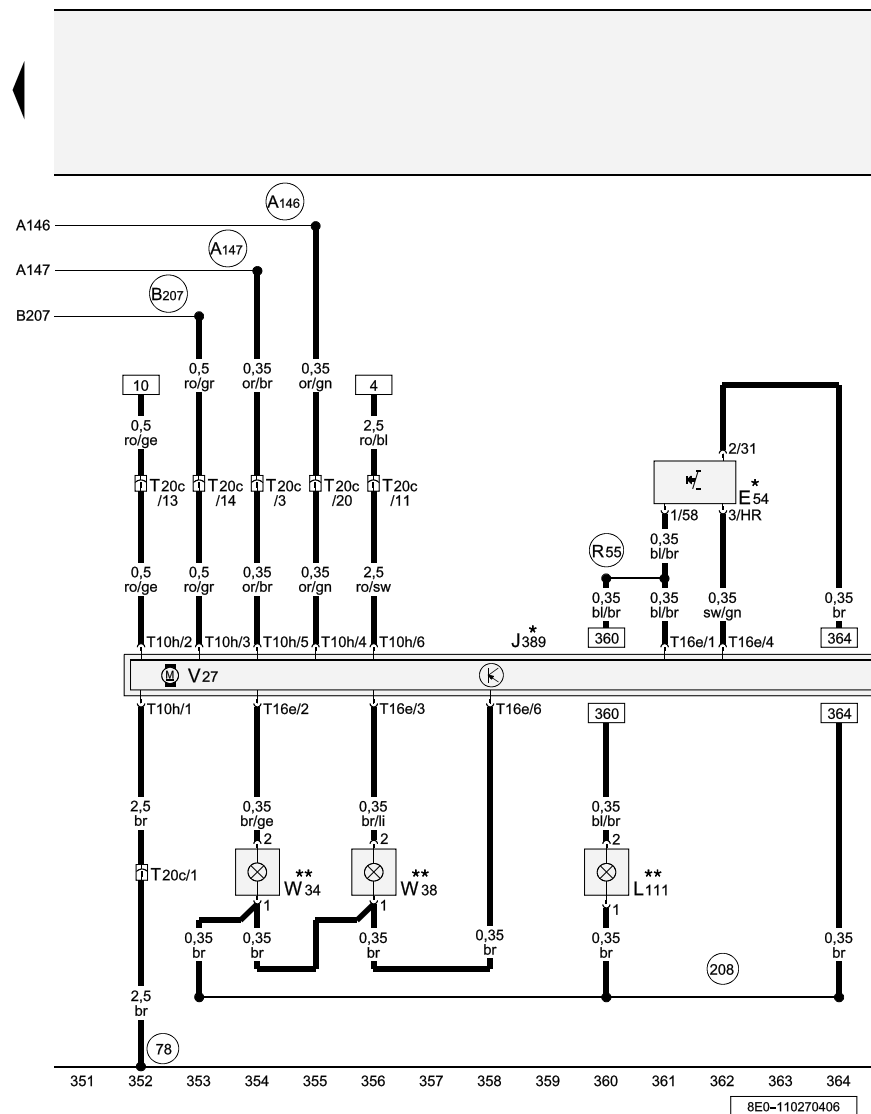 A146
A146
A147
A147
B207
B207
10
0,5
ro/gr
0,35
or/br
0,35
or/gn
4
0,5
ro/ge
2,5
ro/bl
2/31
T20c
/13
T20c
/14
T20c
/3
T20c
/20
T20c
/11
E54
*
1/58
3/HR
0,35
bl/br
R55
0,5
ro/ge
0,5
ro/gr
0,35
or/br
0,35
or/gn
2,5
ro/sw
0,35
bl/br
0,35
bl/br
0,35
sw/gn
0,35
br
T10h/2
T10h/3
T10h/5
T10h/4
T10h/6
J389
*
360
T16e/1
T16e/4
364
M
V27
T10h/1
T16e/2
T16e/3
T16e/6
360
364
2,5
br
0,35
br/ge
0,35
br/li
0,35
bl/br
2
2
2
T20c/1
W34
**
W38
**
L111
**
1
1
1
0,35
br
0,35
br
0,35
br
0,35
br
0,35
br
0,35
br
208
2,5
br
78
351 352 353 354 355 356 357 358 359 360 361 362 363 364
8E0-110270406